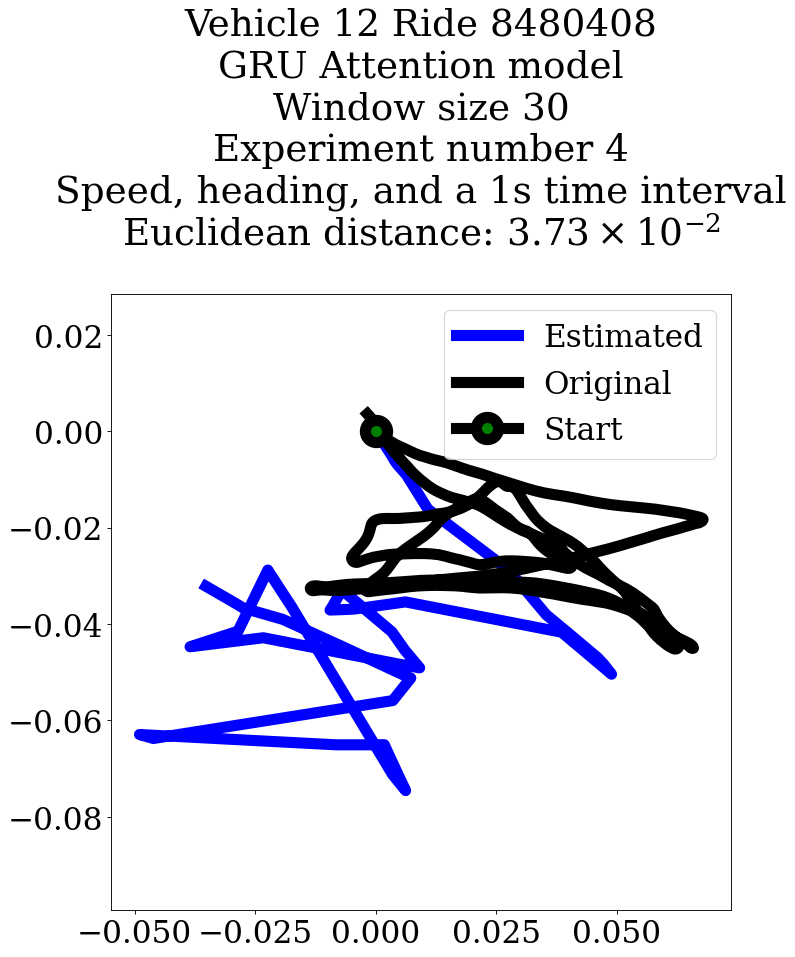 Vehicle 12 Ride 8480408
GRU Attention model
Window size 30
Experiment number 4
Speed, heading, and a 1s time interval
Euclidean distance: 3.73 × 10⁻²
Estimated
Original
Start
0.02
0.00
−0.02
−0.04
−0.06
−0.08
−0.050 −0.025 0.000 0.025 0.050